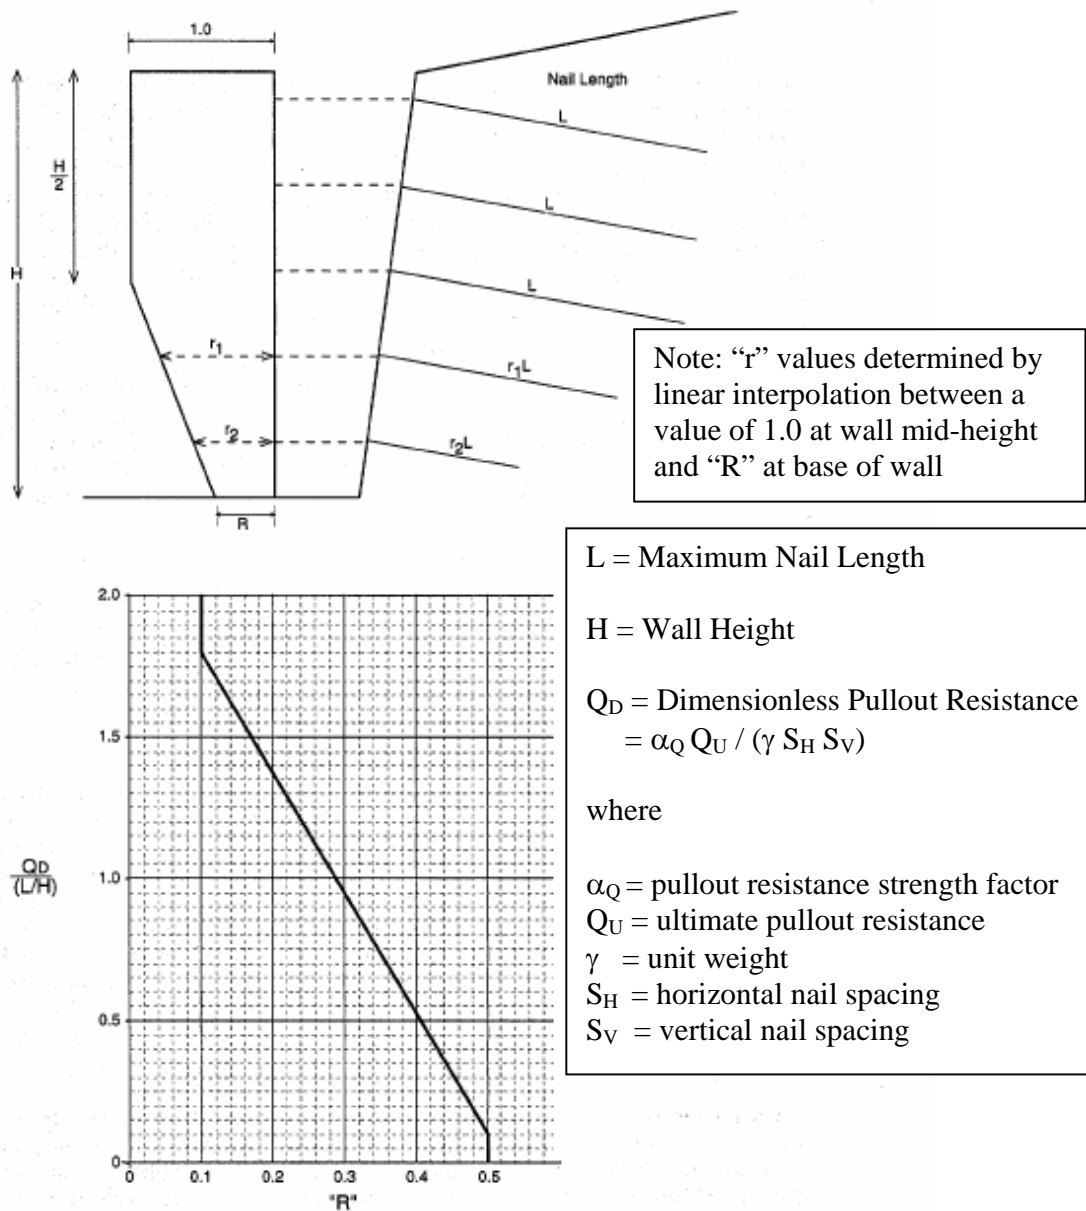 1.0
Nail Length
L
H
2
L
H
L
r1
r1L
r2
r2L
R
Note: “r” values determined by
linear interpolation between a
value of 1.0 at wall mid-height
and “R” at base of wall
L = Maximum Nail Length
H = Wall Height
QD = Dimensionless Pullout Resistance
= αQ QU / (γ SH SV)
where
αQ = pullout resistance strength factor
QU = ultimate pullout resistance
γ = unit weight
SH = horizontal nail spacing
SV = vertical nail spacing
2.0
1.5
QD
(L/H)
1.0
0.5
0
0 0.1 0.2 0.3 0.4 0.5
"R"